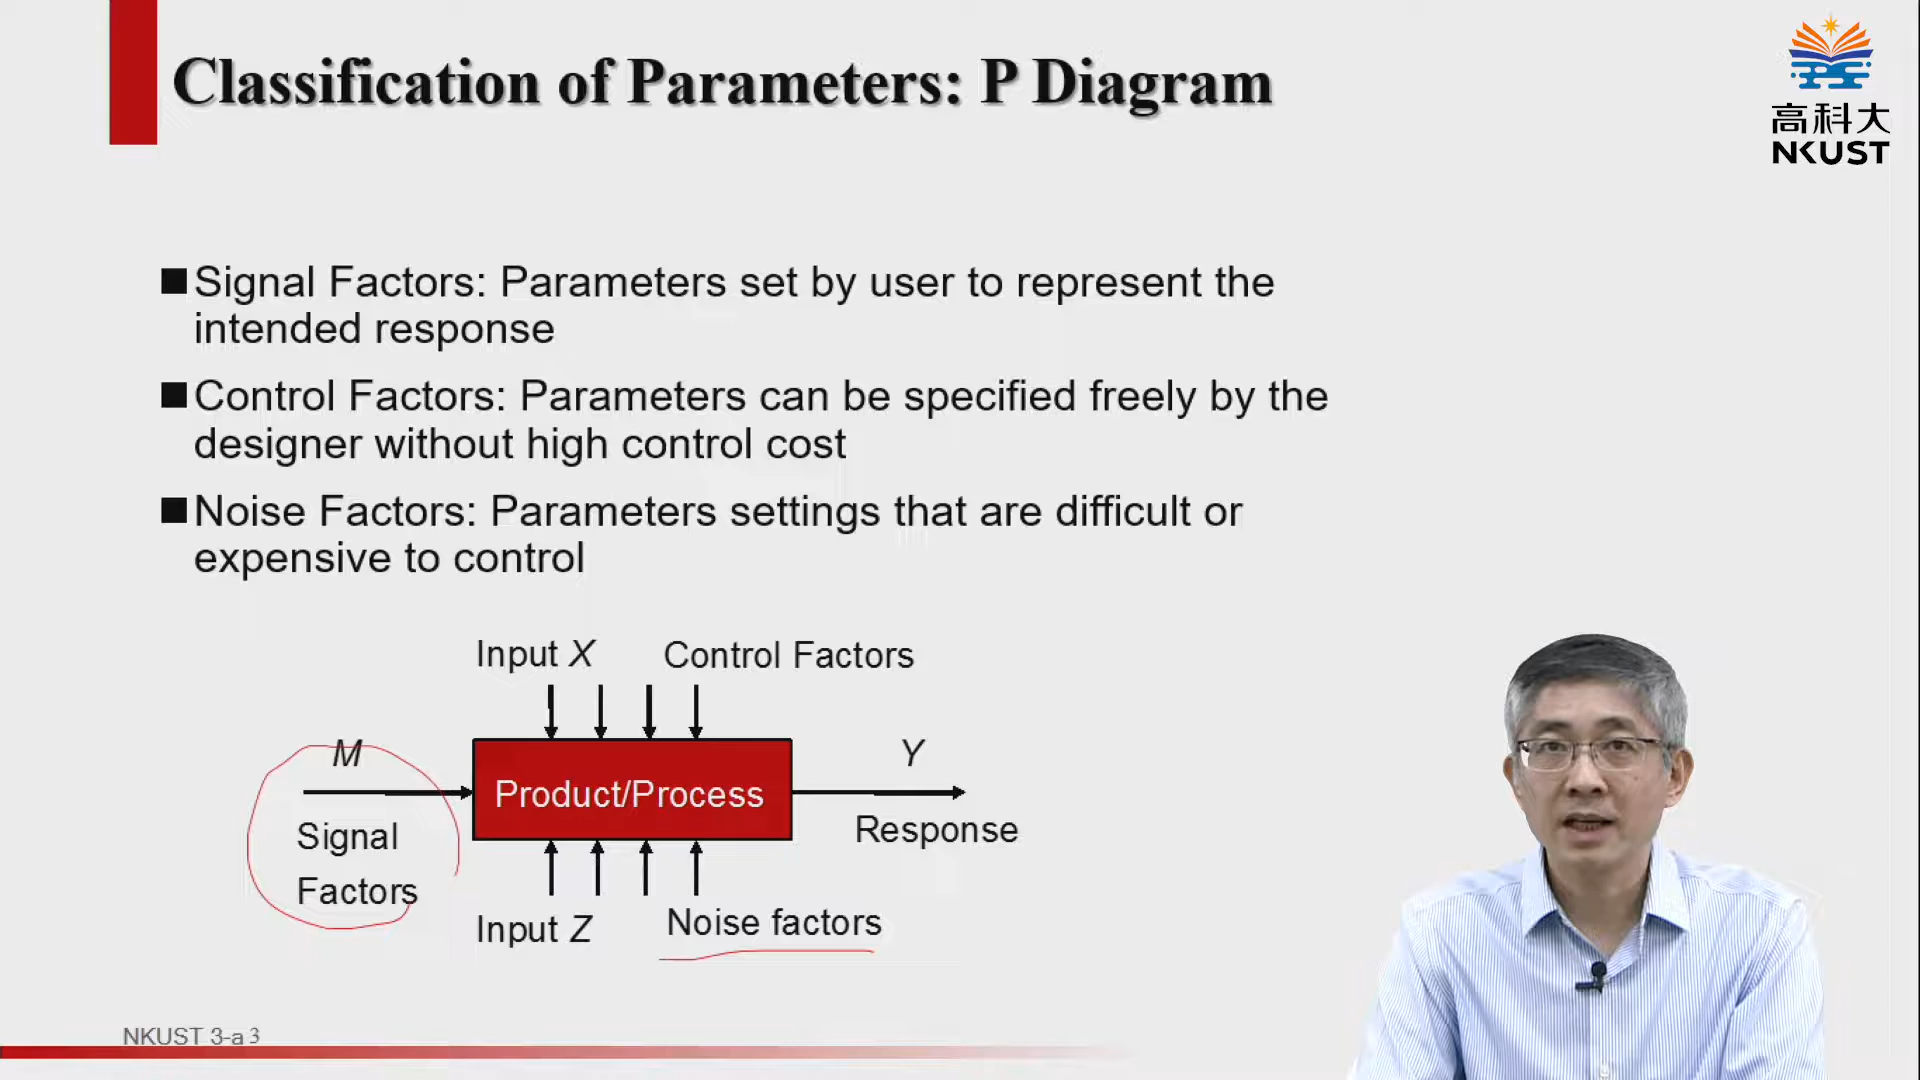 Classification of Parameters: P Diagram
高科大
NKUST
Signal Factors: Parameters set by user to represent the
intended response
Control Factors: Parameters can be specified freely by the
designer without high control cost
Noise Factors: Parameters settings that are difficult or
expensive to control
Input X
Control Factors
M
Signal
Factors
Product/Process
Y
Response
Input Z
Noise factors
NKUST 3-a 3